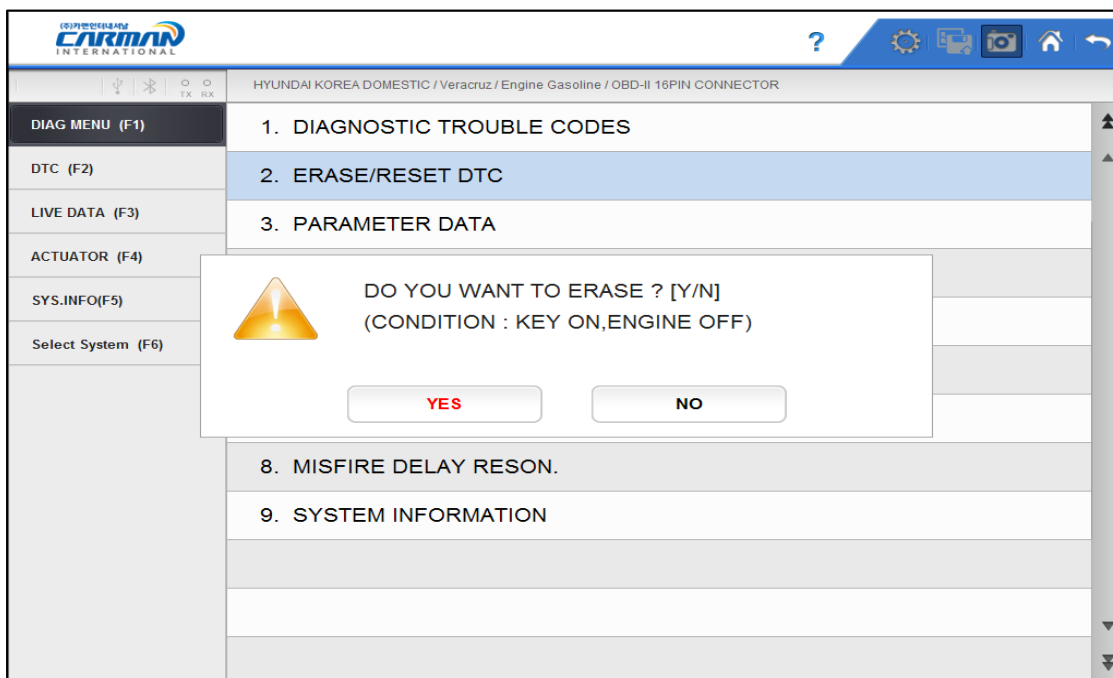 (주)카맨인터내셔날
CARMAN
INTERNATIONAL
?
TX RX
HYUNDAI KOREA DOMESTIC / Veracruz / Engine Gasoline / OBD-II 16PIN CONNECTOR
DIAG MENU (F1)
DTC (F2)
LIVE DATA (F3)
ACTUATOR (F4)
SYS.INFO(F5)
Select System (F6)
1. DIAGNOSTIC TROUBLE CODES
2. ERASE/RESET DTC
3. PARAMETER DATA
DO YOU WANT TO ERASE ? [Y/N]
(CONDITION : KEY ON,ENGINE OFF)
YES
NO
8. MISFIRE DELAY RESON.
9. SYSTEM INFORMATION